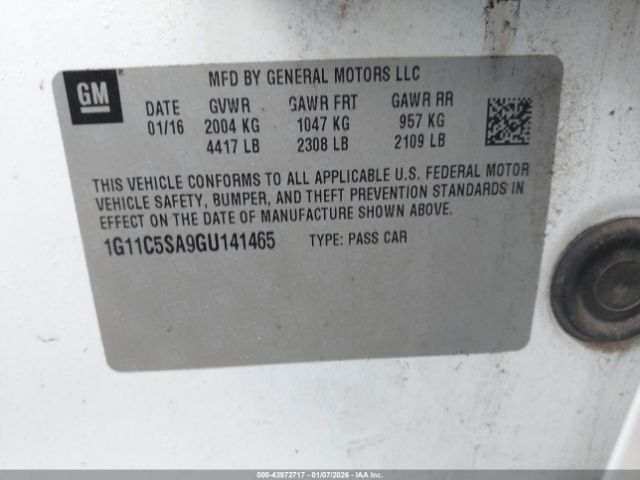 GM
MFD BY GENERAL MOTORS LLC
DATE GVWR GAWR FRT GAWR RR
01/16 2004 KG 1047 KG 957 KG
4417 LB 2308 LB 2109 LB
THIS VEHICLE CONFORMS TO ALL APPLICABLE U.S. FEDERAL MOTOR
VEHICLE SAFETY, BUMPER, AND THEFT PREVENTION STANDARDS IN
EFFECT ON THE DATE OF MANUFACTURE SHOWN ABOVE.
1G11C5SA9GU141465 TYPE: PASS CAR
000-43972717 - 01/07/2026 - IAAI.COM